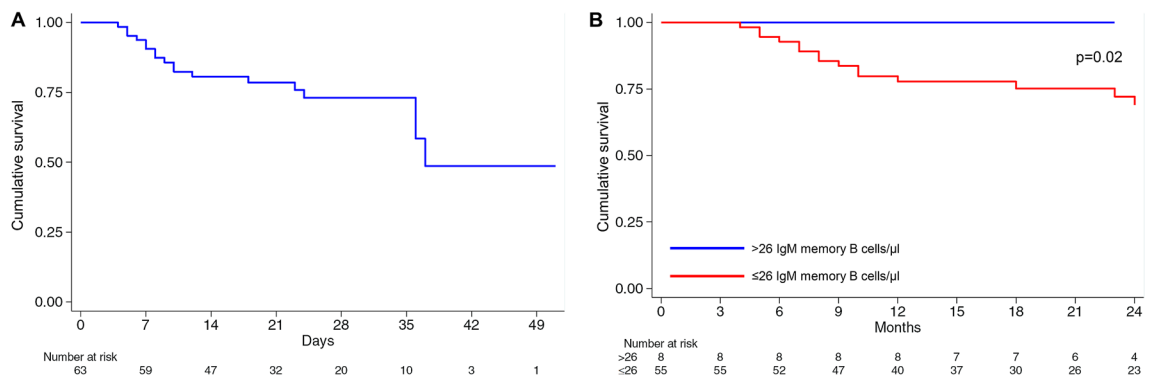 A
Cumulative survival
1.00
0.75
0.50
0.25
0.00
0 7 14 21 28 35 42 49
Days
Number at risk
63 59 47 32 20 10 3 1
B
Cumulative survival
1.00
0.75
0.50
0.25
0.00
p=0.02
>26 IgM memory B cells/μl
≤26 IgM memory B cells/μl
0 3 6 9 12 15 18 21 24
Months
Number at risk
>26 8 8 8 8 8 7 7 6 4
≤26 55 55 52 47 40 37 30 26 23